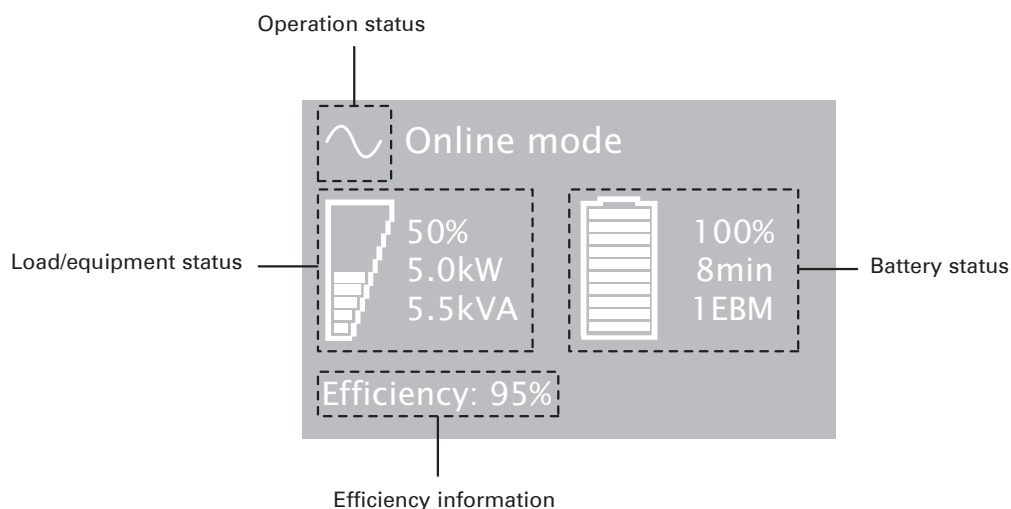 Operation status
Online mode
Load/equipment status
50%
5.0kW
5.5kVA
100%
8min
1EBM
Battery status
Efficiency: 95%
Efficiency information